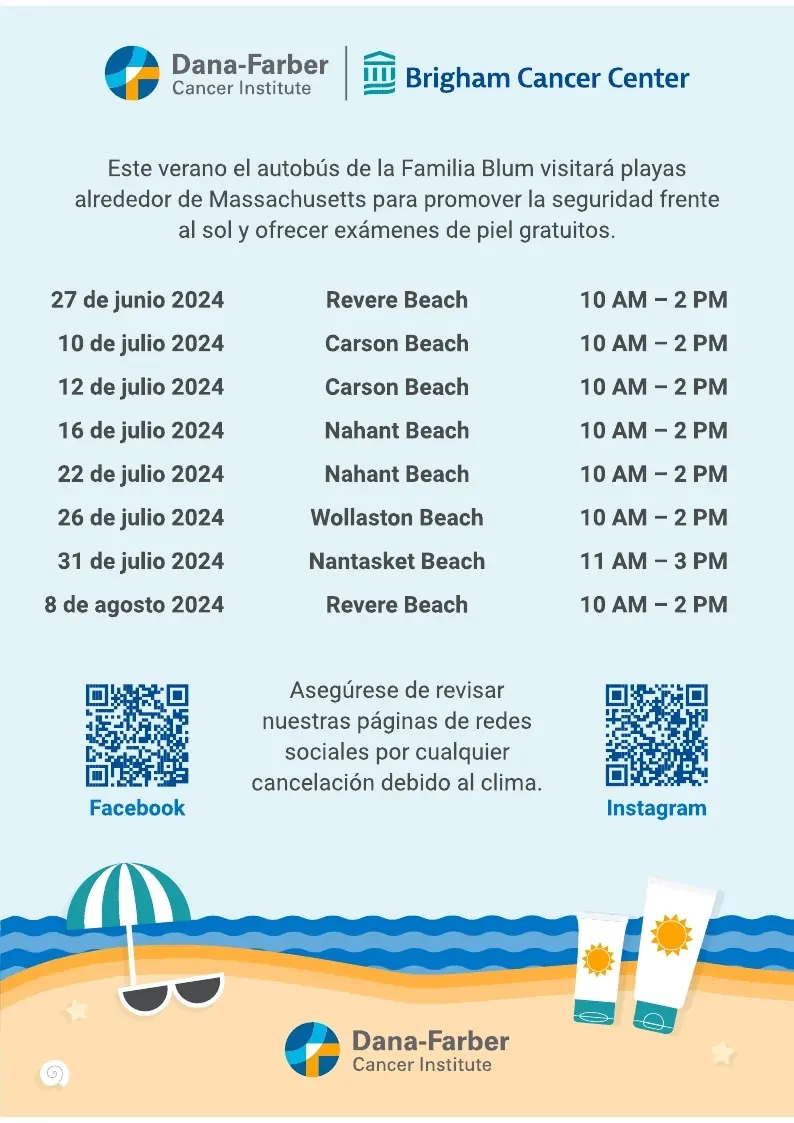 Dana-Farber
Cancer Institute
Brigham Cancer Center
Este verano el autobús de la Familia Blum visitará playas
alrededor de Massachusetts para promover la seguridad frente
al sol y ofrecer exámenes de piel gratuitos.
27 de junio 2024 Revere Beach 10 AM – 2 PM
10 de julio 2024 Carson Beach 10 AM – 2 PM
12 de julio 2024 Carson Beach 10 AM – 2 PM
16 de julio 2024 Nahant Beach 10 AM – 2 PM
22 de julio 2024 Nahant Beach 10 AM – 2 PM
26 de julio 2024 Wollaston Beach 10 AM – 2 PM
31 de julio 2024 Nantasket Beach 11 AM – 3 PM
8 de agosto 2024 Revere Beach 10 AM – 2 PM
Asegúrese de revisar
nuestras páginas de redes
sociales por cualquier
cancelación debido al clima.
Facebook
Instagram
Dana-Farber
Cancer Institute